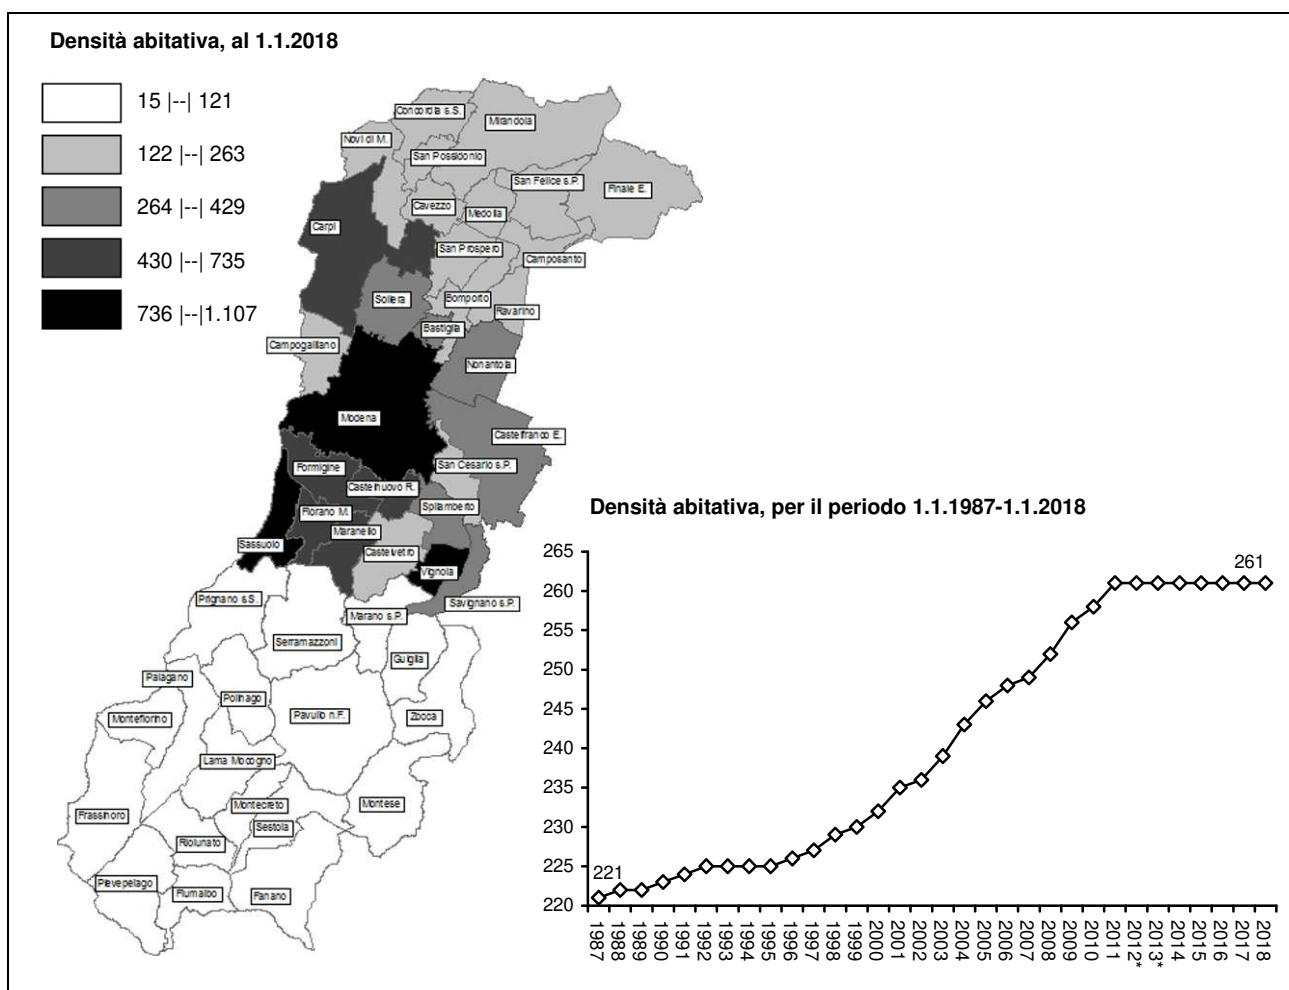 Densità abitativa, al 1.1.2018
15 |--| 121
122 |--| 263
264 |--| 429
430 |--| 735
736 |--|1.107
Concordia s.S.
Mirandola
Novi di M.
San Possidonio
San Felice s.P.
Finale E.
Cavezzo
Medolla
Carpi
San Prospero
Camposanto
Soliera
Bomporto
Ravarino
Bastiglia
Campogalliano
Nonantola
Modena
Castelfranco E.
San Cesario s.P.
Formigine
Castelnuovo R.
Spilamberto
Fiorano M.
Maranello
Sassuolo
Castelvetro
Vignola
Prignano s.S.
Marano s.P.
Savignano s.P.
Serramazzoni
Guiglia
Palagano
Polinago
Montefiorino
Pavullo n.F.
Zocca
Lama Mocogno
Montecreto
Montese
Frassinoro
Sestola
Riolunato
Pievepelago
Fiumalbo
Fanano
Densità abitativa, per il periodo 1.1.1987-1.1.2018
265
260
255
250
245
240
235
230
225
220
221
261
1987
1988
1989
1990
1991
1992
1993
1994
1995
1996
1997
1998
1999
2000
2001
2002
2003
2004
2005
2006
2007
2008
2009
2010
2011
2012*
2013*
2014
2015
2016
2017
2018